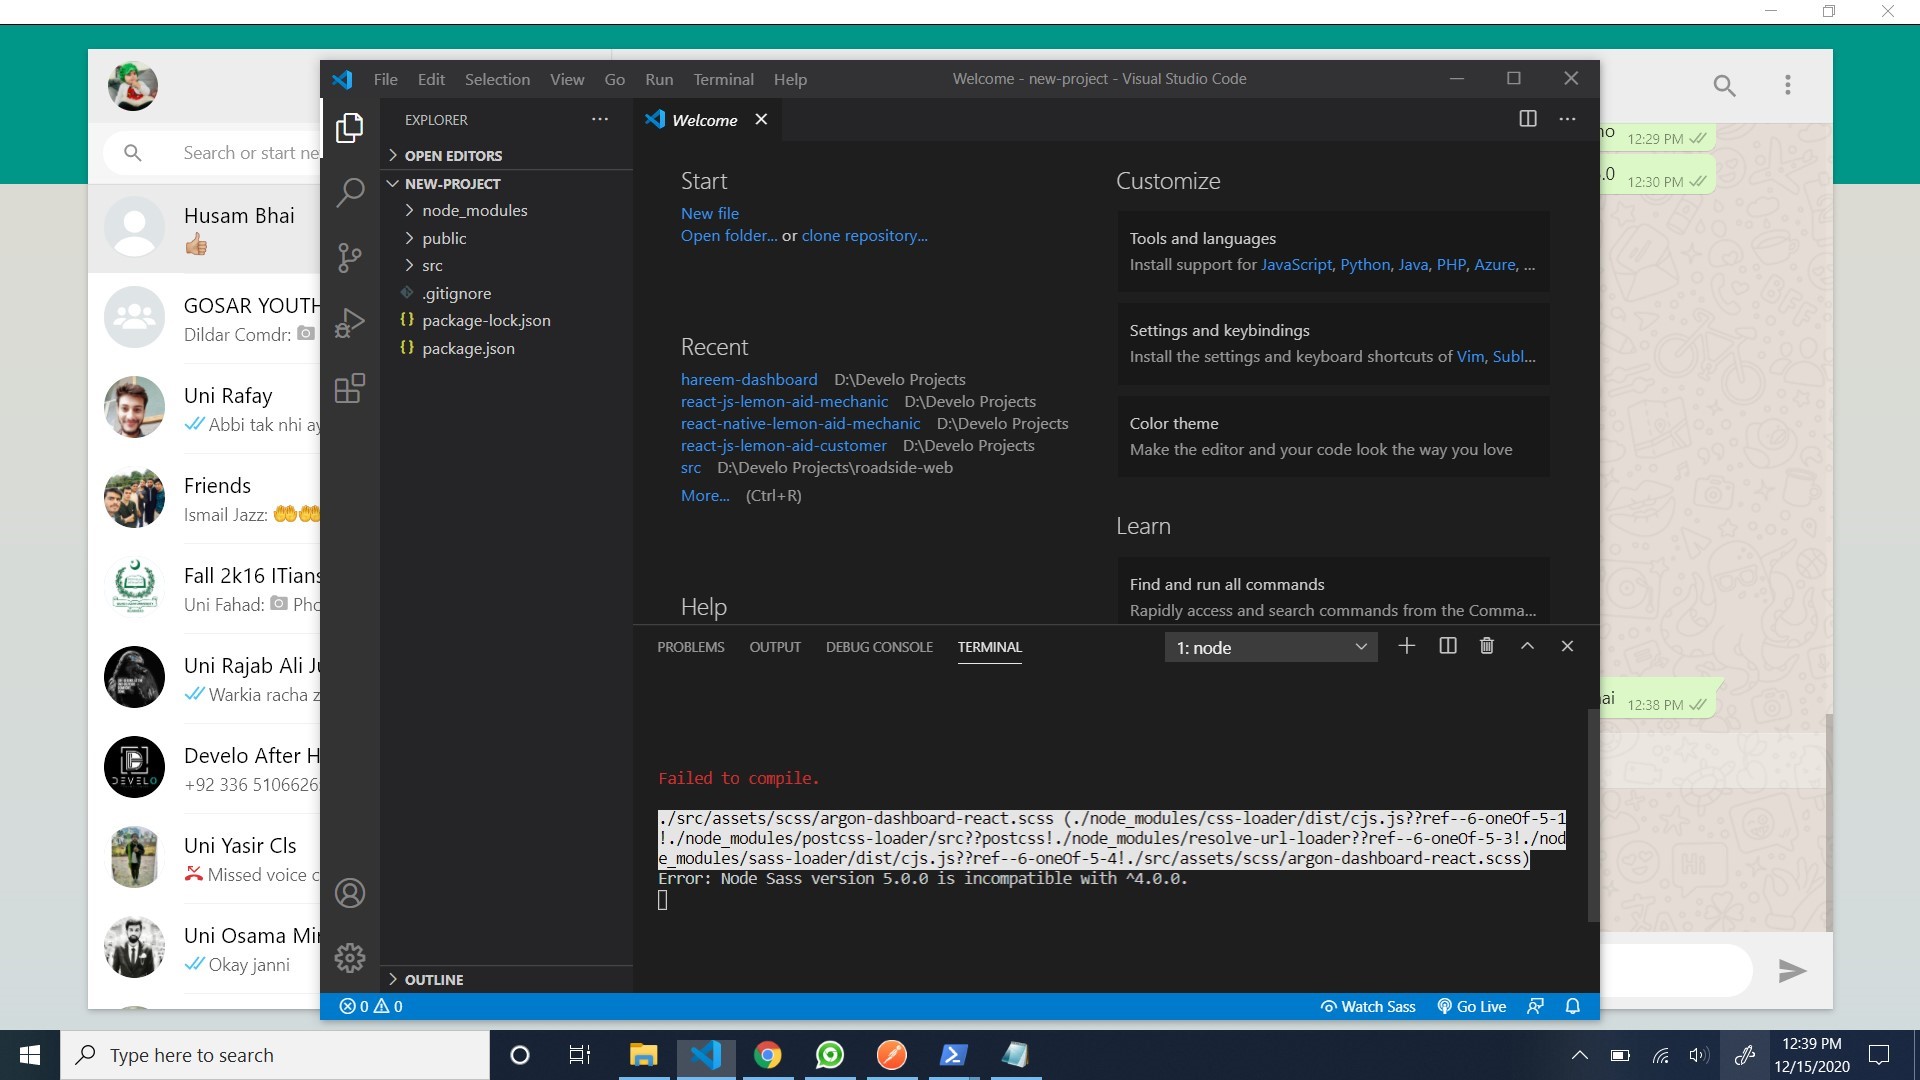 File Edit Selection View Go Run Terminal Help
Welcome - new-project - Visual Studio Code
Search or start ne
Husam Bhai
👍🏼
GOSAR YOUTH
Dildar Comdr:
Uni Rafay
Abbi tak nhi ay
Friends
Ismail Jazz: 🤲🤲
Fall 2k16 ITians
Uni Fahad: Pho
Uni Rajab Ali Ju
Warkia racha z
Develo After H
DEVELO
+92 336 5106626
Uni Yasir Cls
Missed voice c
Uni Osama Mi
Okay janni
EXPLORER
OPEN EDITORS
NEW-PROJECT
node_modules
public
src
.gitignore
package-lock.json
package.json
OUTLINE
Welcome
Start
New file
Open folder... or clone repository...
Recent
hareem-dashboard D:\Develo Projects
react-js-lemon-aid-mechanic D:\Develo Projects
react-native-lemon-aid-mechanic D:\Develo Projects
react-js-lemon-aid-customer D:\Develo Projects
src D:\Develo Projects\roadside-web
More... (Ctrl+R)
Help
Customize
Tools and languages
Install support for JavaScript, Python, Java, PHP, Azure, ...
Settings and keybindings
Install the settings and keyboard shortcuts of Vim, Subl...
Color theme
Make the editor and your code look the way you love
Learn
Find and run all commands
Rapidly access and search commands from the Comma...
PROBLEMS OUTPUT DEBUG CONSOLE TERMINAL
1: node
Failed to compile.
./src/assets/scss/argon-dashboard-react.scss (./node_modules/css-loader/dist/cjs.js??ref--6-oneOf-5-1
!./node_modules/postcss-loader/src??postcss!./node_modules/resolve-url-loader??ref--6-oneOf-5-3!./nod
e_modules/sass-loader/dist/cjs.js??ref--6-oneOf-5-4!./src/assets/scss/argon-dashboard-react.scss)
Error: Node Sass version 5.0.0 is incompatible with ^4.0.0.
0 0
Watch Sass Go Live
no 12:29 PM
.0 12:30 PM
ai 12:38 PM
Type here to search
12:39 PM
12/15/2020